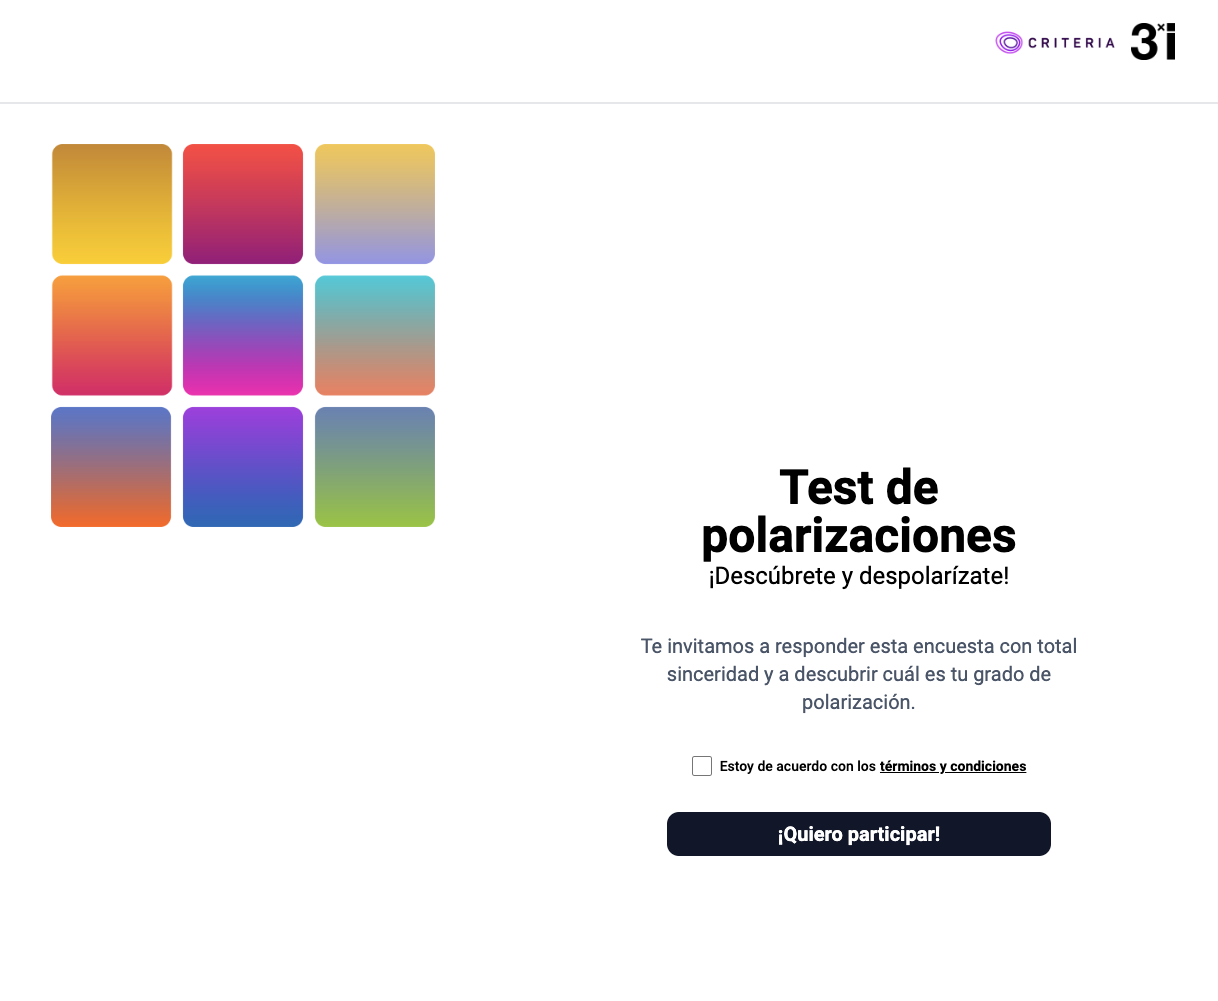 CRITERIA 3xi
Test de
polarizaciones
¡Descúbrete y despolarízate!
Te invitamos a responder esta encuesta con total
sinceridad y a descubrir cuál es tu grado de
polarización.
Estoy de acuerdo con los términos y condiciones
¡Quiero participar!